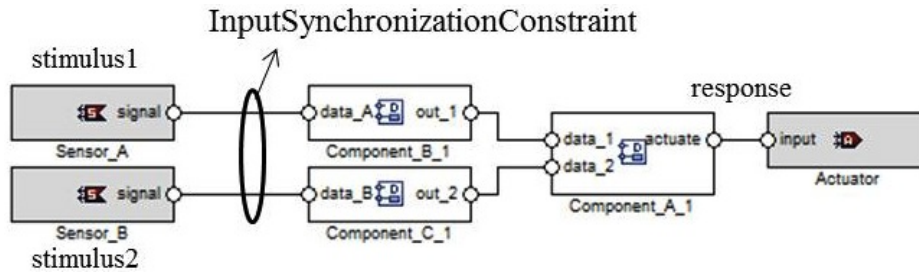 InputSynchronizationConstraint
stimulus1
signal
Sensor_A
data_A
D
out_1
Component_B_1
response
data_1
data_2
D
actuate
Component_A_1
input
A
Actuator
S
signal
Sensor_B
S
data_B
D
out_2
Component_C_1
stimulus2